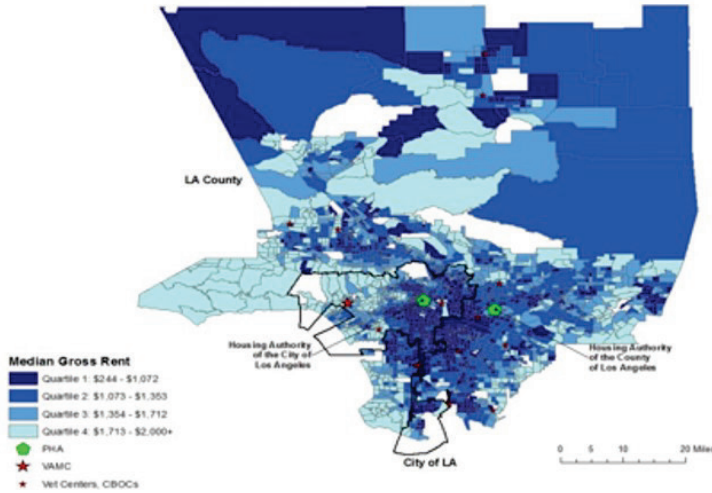 LA County
Housing Authority
of the City of
Los Angeles
Housing Authority
of the County
of Los Angeles
Median Gross Rent
Quartile 1: $244 - $1,072
Quartile 2: $1,073 - $1,353
Quartile 3: $1,354 - $1,712
Quartile 4: $1,713 - $2,000+
PHA
VAMC
Vet Centers, CBOCs
City of LA
0 5 10 20 Miles